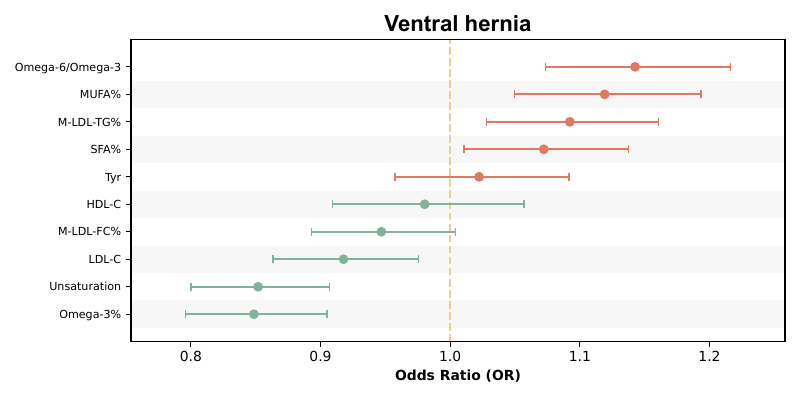 Ventral hernia
Omega-6/Omega-3
MUFA%
M-LDL-TG%
SFA%
Tyr
HDL-C
M-LDL-FC%
LDL-C
Unsaturation
Omega-3%
0.8 0.9 1.0 1.1 1.2
Odds Ratio (OR)